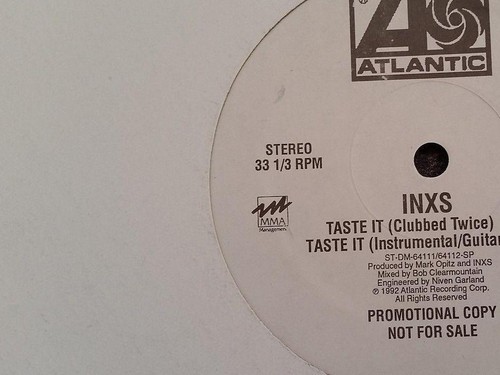 ATLANTIC
STEREO
33 1/3 RPM
MMA
Management
INXS
TASTE IT (Clubbed Twice)
TASTE IT (Instrumental/Guitar
ST-DM-64111/64112-SP
Produced by Mark Opitz and INXS
Mixed by Bob Clearmountain
Engineered by Niven Garland
℗ 1992 Atlantic Recording Corp.
All Rights Reserved
PROMOTIONAL COPY
NOT FOR SALE